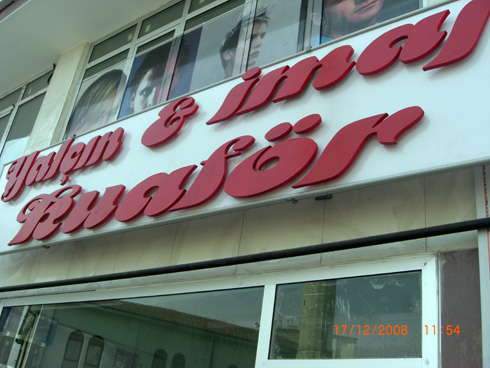 Yalçın & imaj
Kuaför
17/12/2008 11:54